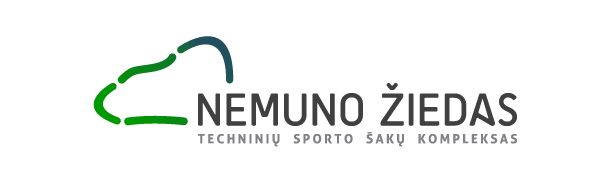 NEMUNO ŽIEDAS
TECHNINIŲ SPORTO ŠAKŲ KOMPLEKSAS